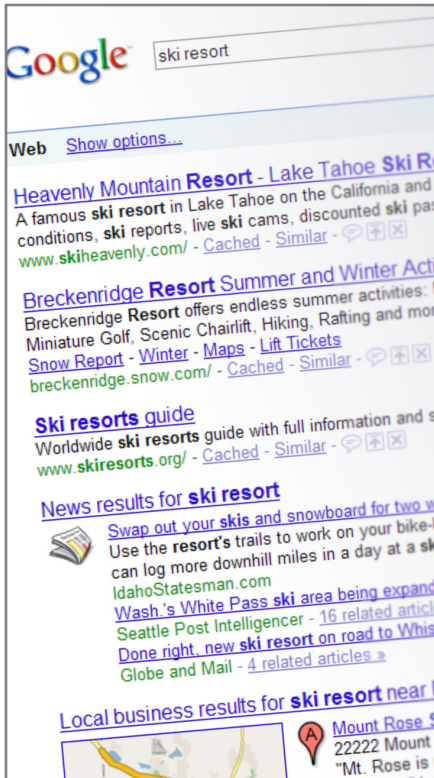 Google
ski resort
Web Show options...
Heavenly Mountain Resort - Lake Tahoe Ski
A famous ski resort in Lake Tahoe on the California and
conditions, ski reports, live ski cams, discounted ski
www.skiheavenly.com/ - Cached - Similar -
Breckenridge Resort Summer and Winter
Breckenridge Resort offers endless summer activities:
Miniature Golf, Scenic Chairlift, Hiking, Rafting and
Snow Report - Winter - Maps - Lift Tickets
breckenridge.snow.com/ - Cached - Similar -
Ski resorts guide
Worldwide ski resorts guide with full information and
www.skiresorts.org/ - Cached - Similar -
News results for ski resort
Swap out your skis and snowboard for two
Use the resort's trails to work on your
can log more downhill miles in a day at a
IdahoStatesman.com
Wash.'s White Pass ski area being
Seattle Post Intelligencer - 16 related
Done right, new ski resort on road to
Globe and Mail - 4 related articles »
Local business results for ski resort near
A
Mount Rose
22222 Mount
"Mt. Rose is